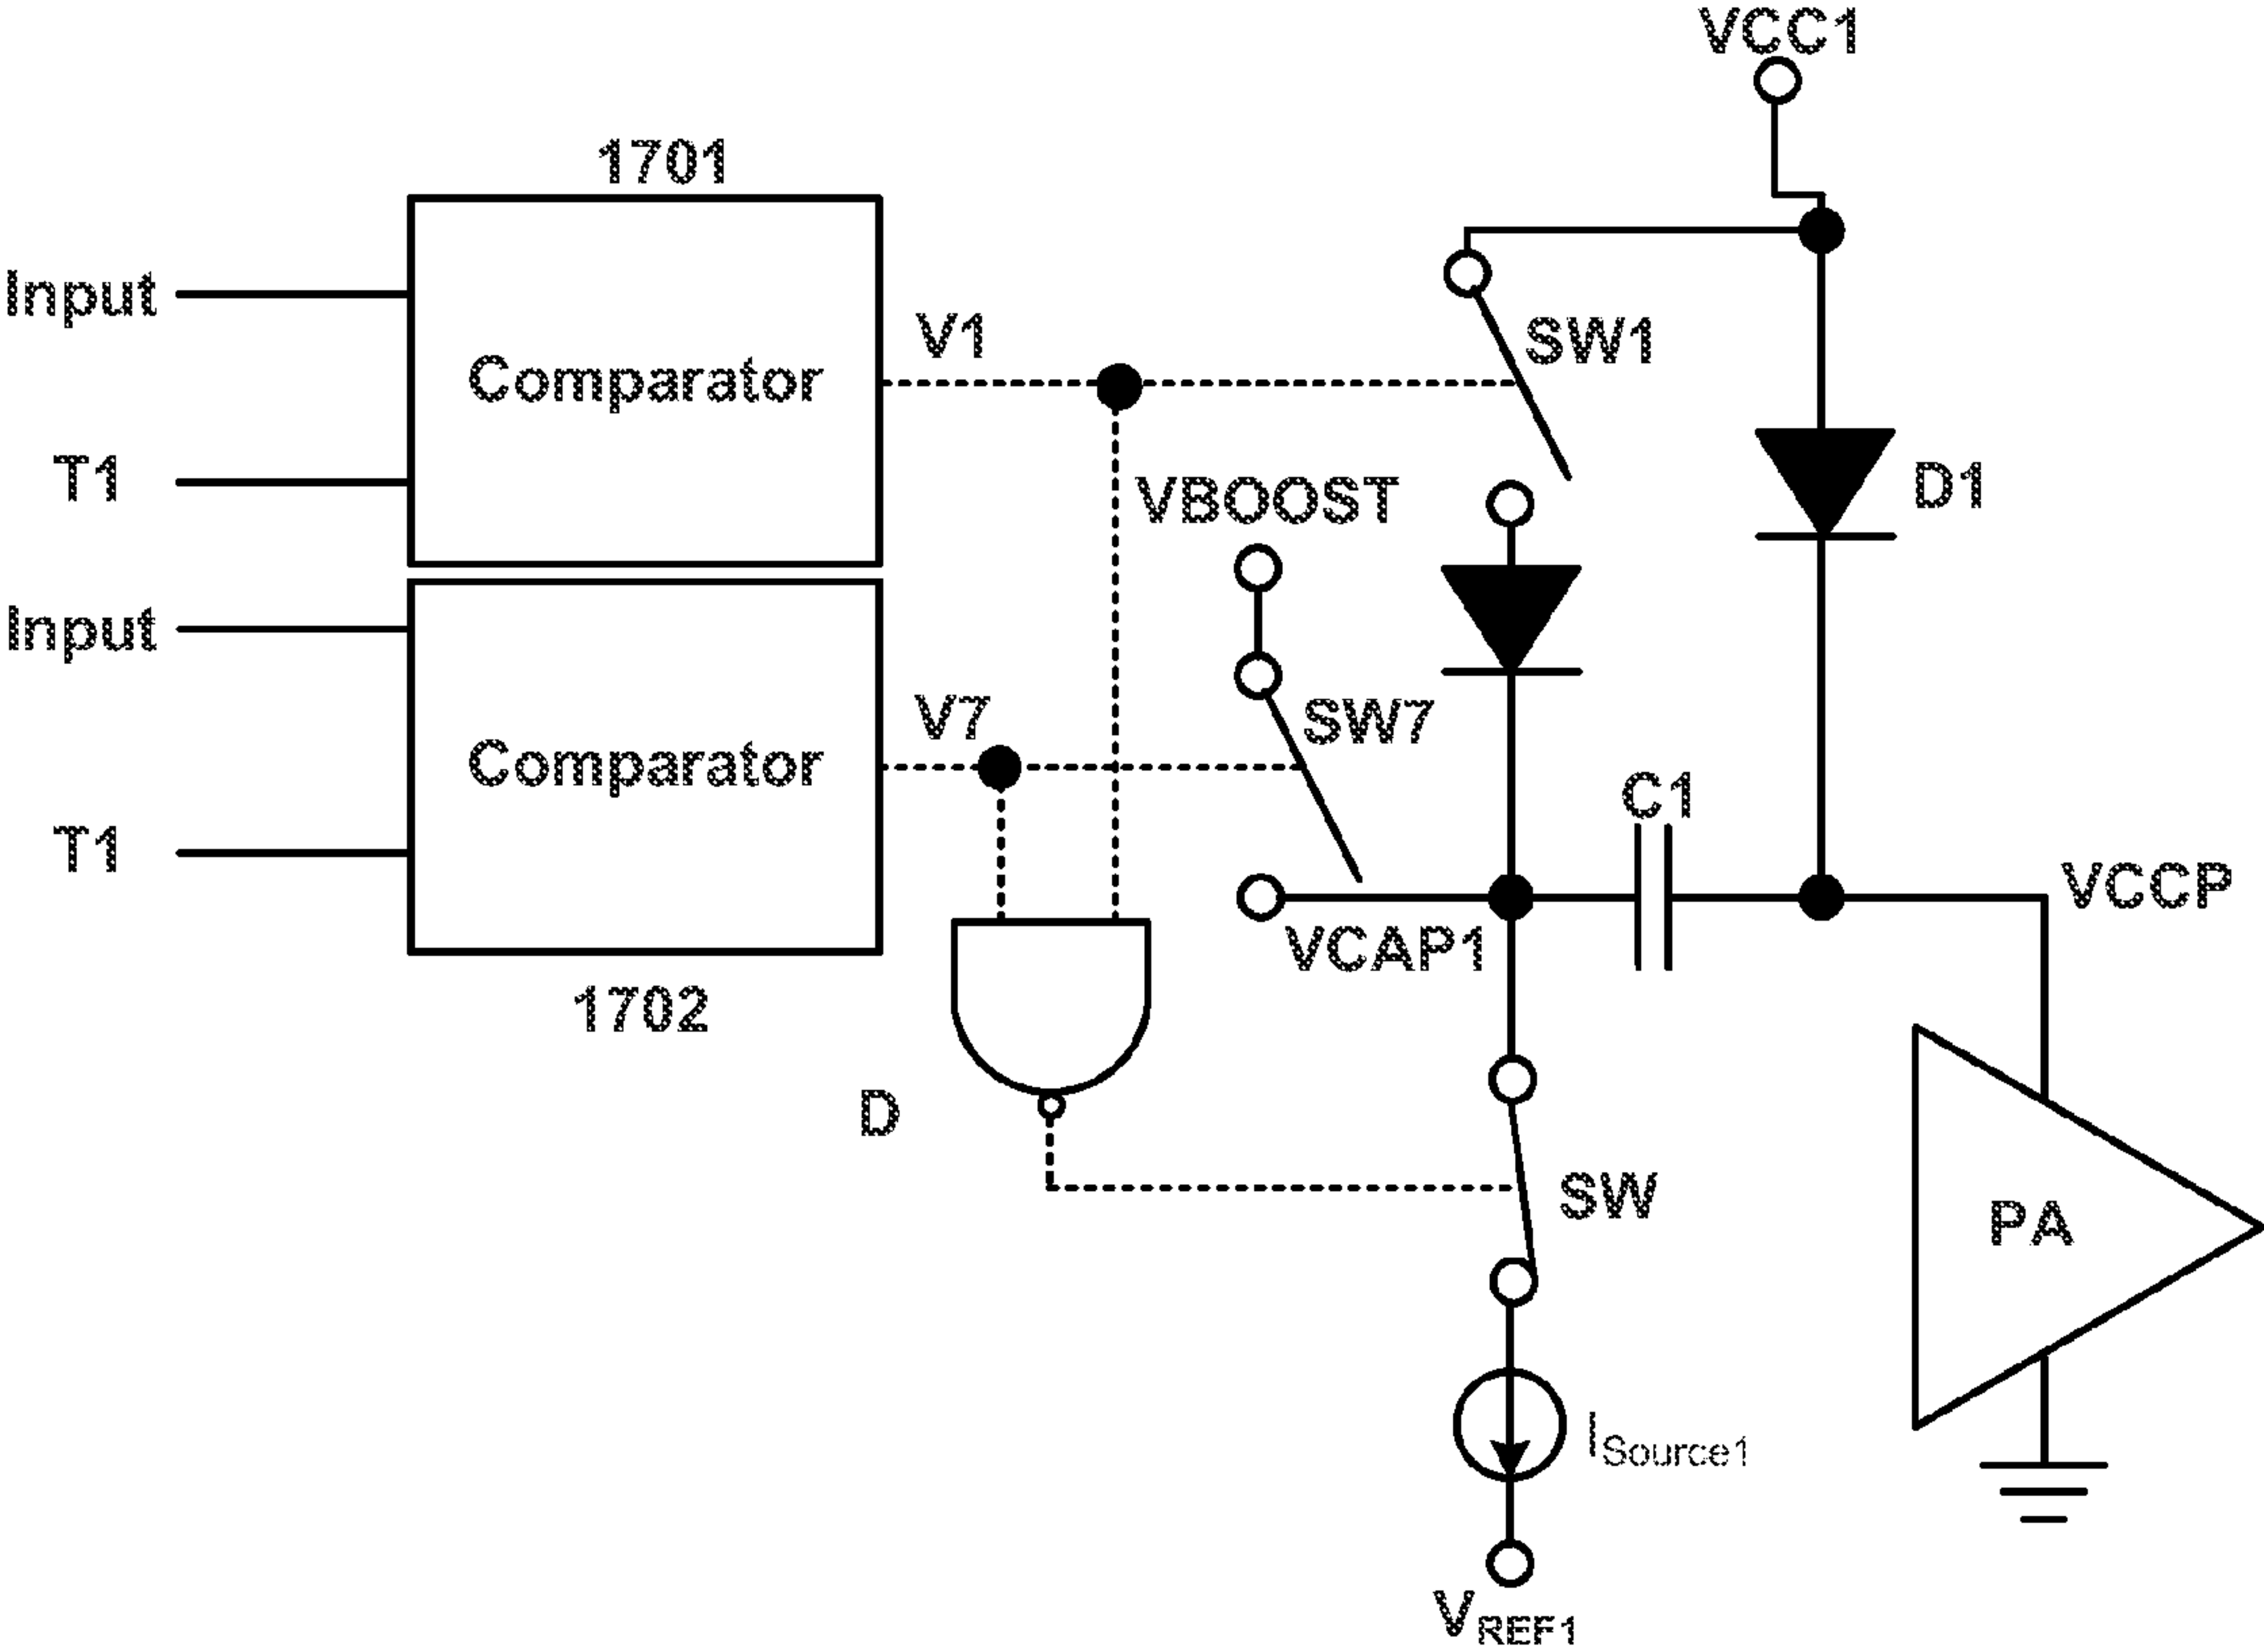 VCC1
1701
Input
Comparator
V1
SW1
T1
VBOOST
D1
Input
V7
SW7
Comparator
C1
T1
VCCP
VCAP1
1702
D
SW
PA
ISource1
VREF1